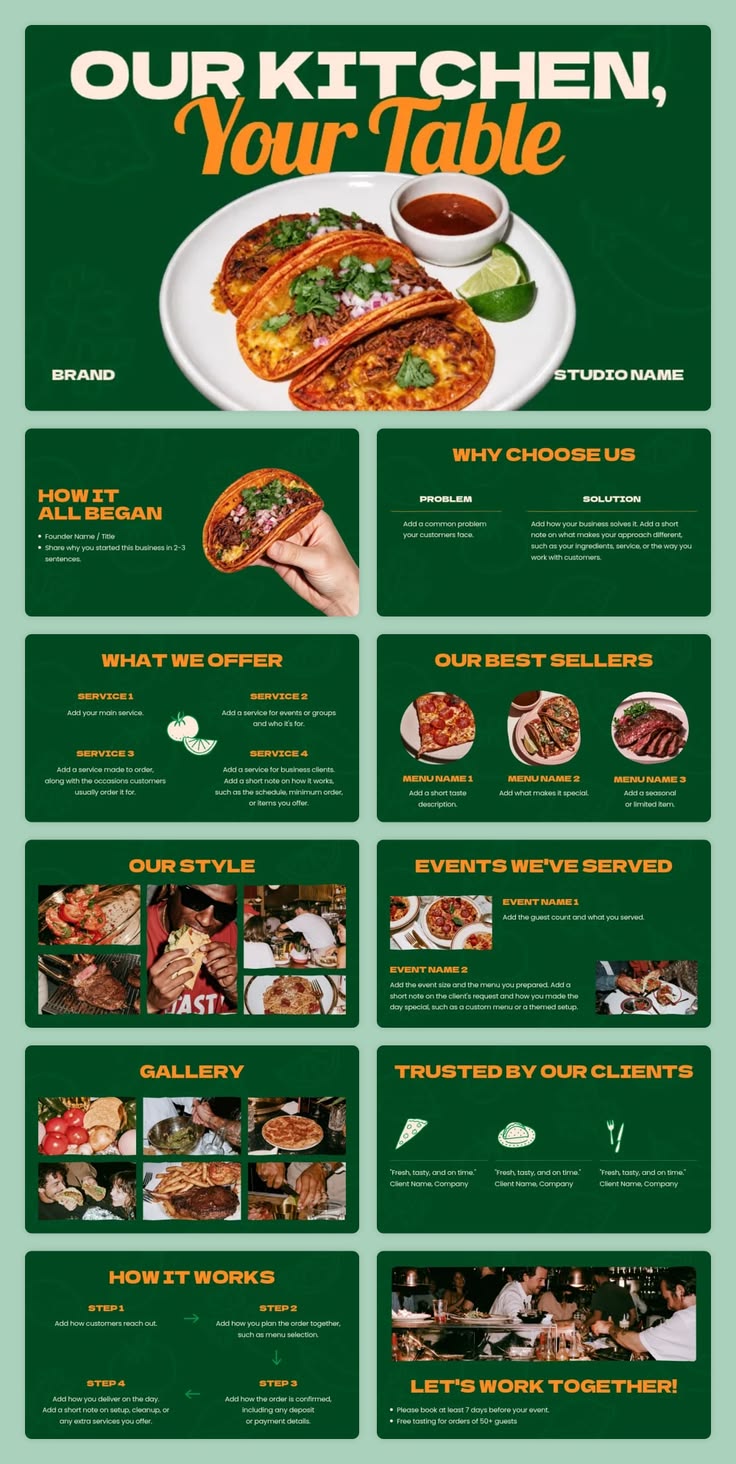 OUR KITCHEN,
Your Table
BRAND
STUDIO NAME
HOW IT
ALL BEGAN
Founder Name / Title
Share why you started this business in 2-3
sentences.
WHY CHOOSE US
PROBLEM
Add a common problem
your customers face.
SOLUTION
Add how your business solves it. Add a short
note on what makes your approach different,
such as your ingredients, service, or the way you
work with customers.
WHAT WE OFFER
SERVICE 1
Add your main service.
SERVICE 2
Add a service for events or groups
and who it's for.
SERVICE 3
Add a service made to order,
along with the occasions customers
usually order it for.
SERVICE 4
Add a service for business clients.
Add a short note on how it works,
such as the schedule, minimum order,
or items you offer.
OUR BEST SELLERS
MENU NAME 1
Add a short taste
description.
MENU NAME 2
Add what makes it special.
MENU NAME 3
Add a seasonal
or limited item.
OUR STYLE
TASTI
EVENTS WE'VE SERVED
EVENT NAME 1
Add the guest count and what you served.
EVENT NAME 2
Add the event size and the menu you prepared. Add a
short note on the client's request and how you made the
day special, such as a custom menu or a themed setup.
GALLERY
TRUSTED BY OUR CLIENTS
"Fresh, tasty, and on time."
Client Name, Company
"Fresh, tasty, and on time."
Client Name, Company
"Fresh, tasty, and on time."
Client Name, Company
HOW IT WORKS
STEP 1
Add how customers reach out.
STEP 2
Add how you plan the order together,
such as menu selection.
STEP 4
Add how you deliver on the day.
Add a short note on setup, cleanup, or
any extra services you offer.
STEP 3
Add how the order is confirmed,
including any deposit
or payment details.
LET'S WORK TOGETHER!
Please book at least 7 days before your event.
Free tasting for orders of 50+ guests